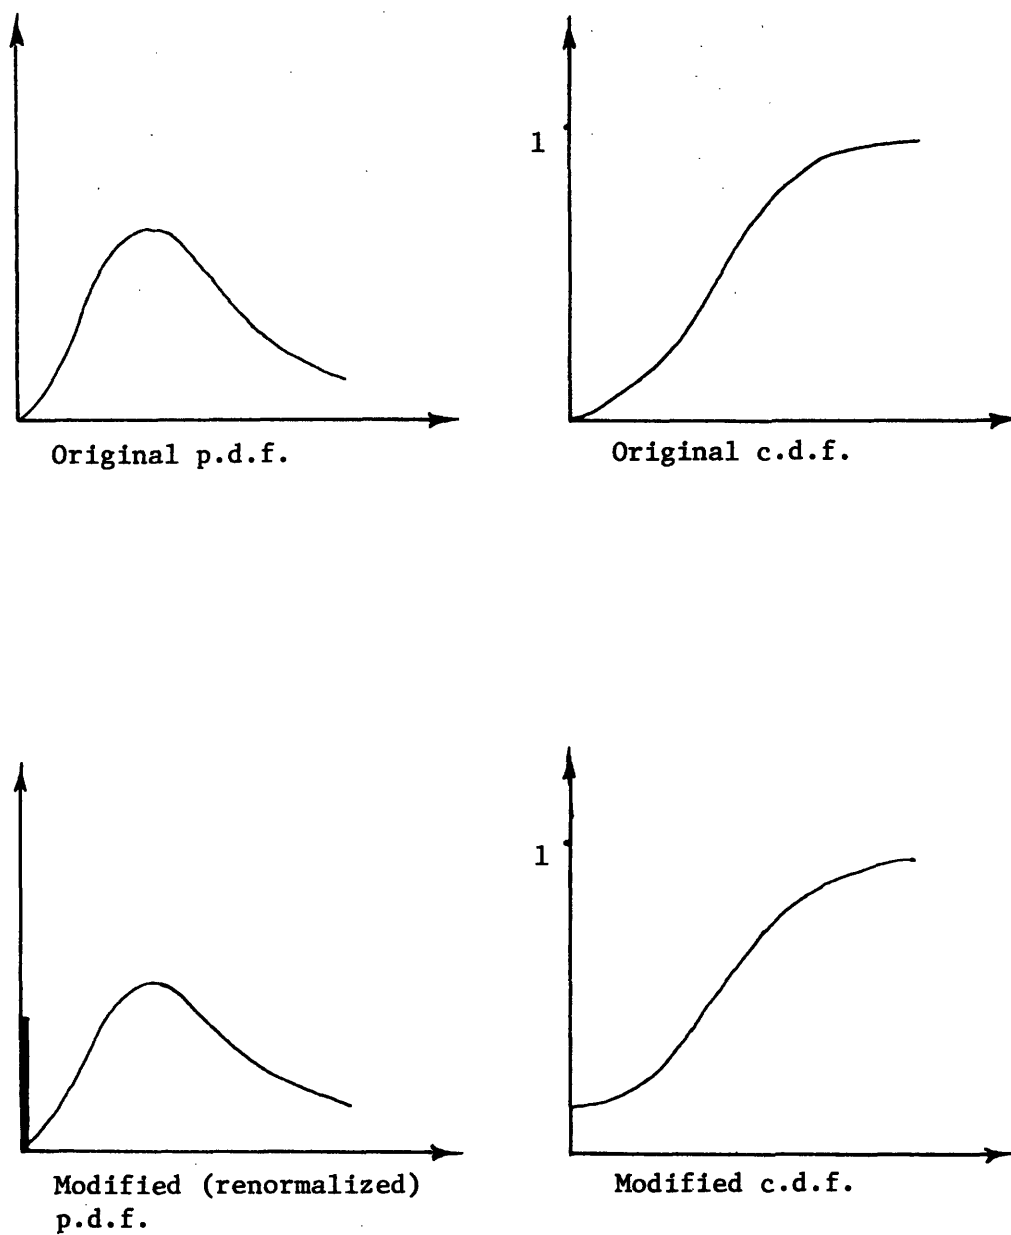 1
Original p.d.f.
Original c.d.f.
1
Modified (renormalized)
p.d.f.
Modified c.d.f.